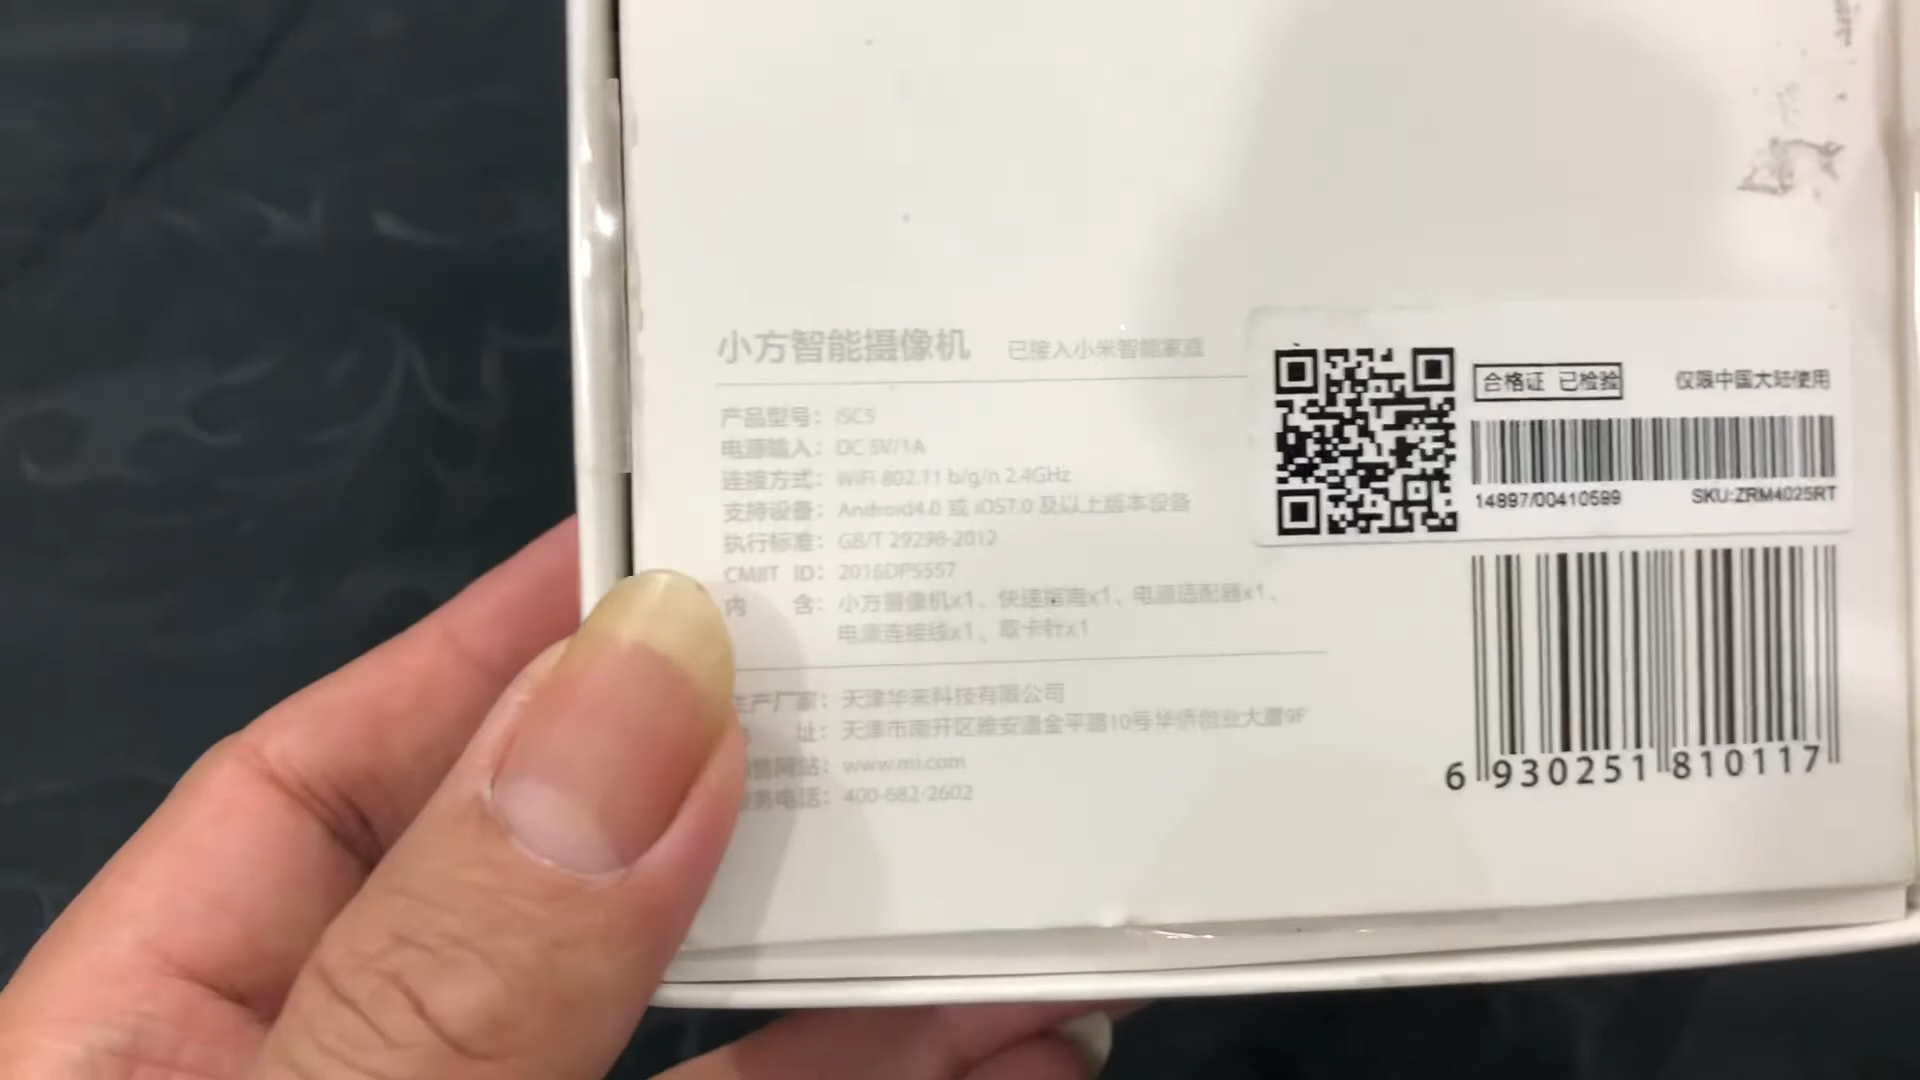 小方智能摄像机 已接入小米智能家庭
产品型号： iSC5
电源输入： DC 5V/1A
连接方式： WiFi 802.11 b/g/n 2.4GHz
支持设备： Android4.0 或 iOS7.0 及以上版本设备
执行标准： GB/T 29298-2012
CMIIT ID： 2016DP5557
内 含： 小方摄像机x1、快速指南x1、电源适配器x1、
电源连接线x1、取卡针x1
生产厂家： 天津华来科技有限公司
址： 天津市南开区雅安道金平路10号华侨创业大厦9F
网站： www.mi.com
务电话： 400-682-2602
合格证 已检验 仅限中国大陆使用
14897/00410599 SKU:ZRM4025RT
6 930251 810117